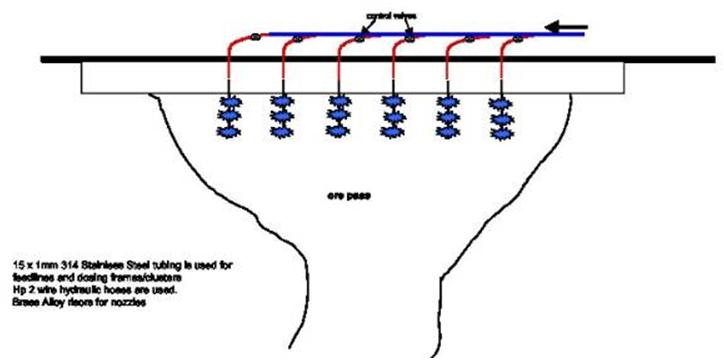 control valves
ore pass
15 x 1mm 314 Stainless Steel tubing is used for
feedlines and dosing frames/clusters
Hp 2 wire hydraulic hoses are used.
Brass Alloy risors for nozzles